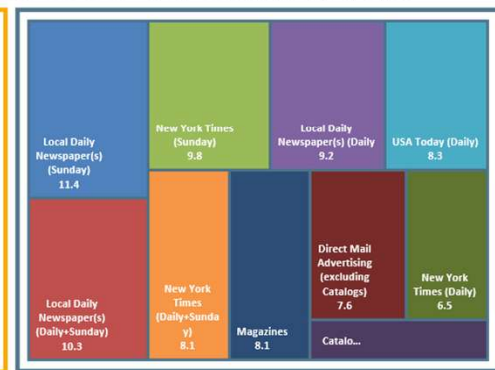 Local Daily
Newspaper(s)
(Sunday)
11.4
New York Times
(Sunday)
9.8
Local Daily
Newspaper(s) (Daily
9.2
USA Today (Daily)
8.3
Local Daily
Newspaper(s)
(Daily+Sunday)
10.3
New York
Times
(Daily+Sunda
y)
8.1
Magazines
8.1
Direct Mail
Advertising
(excluding
Catalogs)
7.6
New York
Times (Daily)
6.5
Catalo...